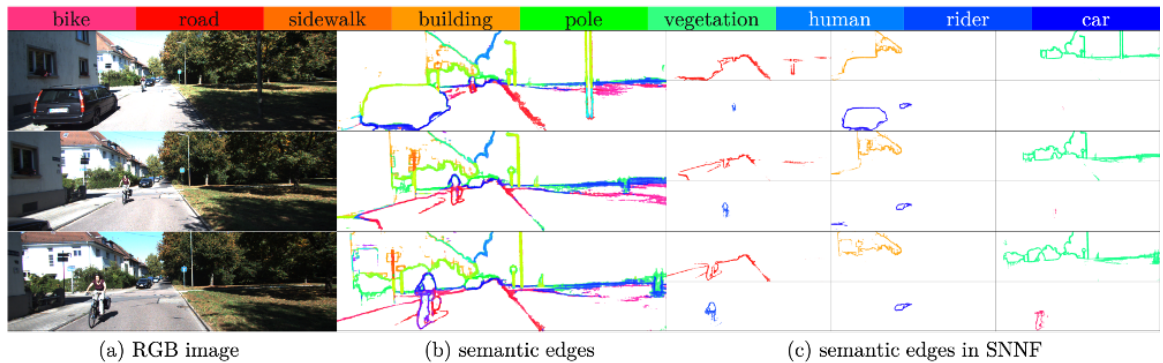 bike road sidewalk building pole vegetation human rider car
(a) RGB image (b) semantic edges (c) semantic edges in SNNF